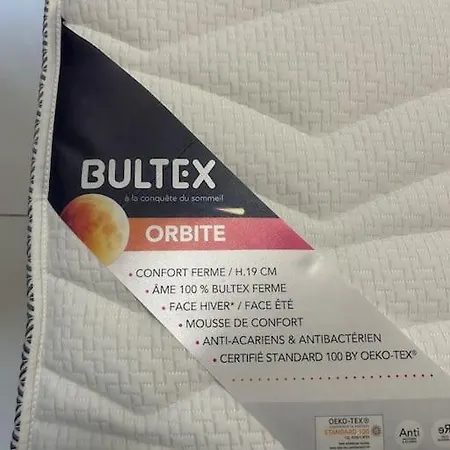 BULTEX
à la conquête du sommeil
ORBITE
• CONFORT FERME / H.19 CM
• ÂME 100 % BULTEX FERME
• FACE HIVER* / FACE ÉTÉ
• MOUSSE DE CONFORT
• ANTI-ACARIENS & ANTIBACTÉRIEN
• CERTIFIÉ STANDARD 100 BY OEKO-TEX®
OEKO-TEX®
STANDARD 100
Anti